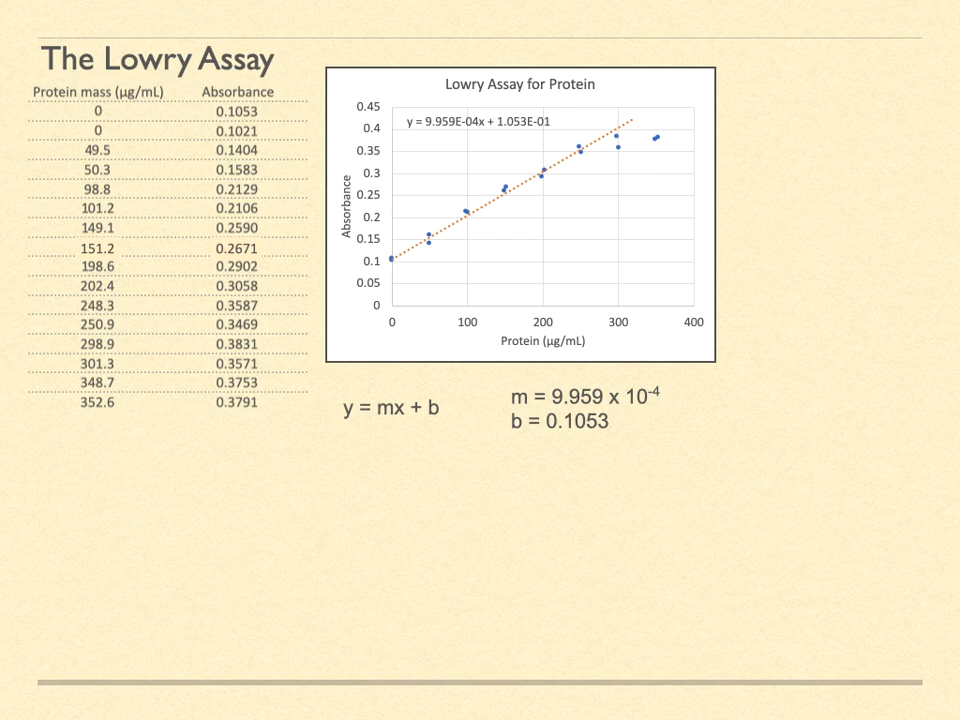 The Lowry Assay
Protein mass (µg/mL) Absorbance
0 0.1053
0 0.1021
49.5 0.1404
50.3 0.1583
98.8 0.2129
101.2 0.2106
149.1 0.2590
151.2 0.2671
198.6 0.2902
202.4 0.3058
248.3 0.3587
250.9 0.3469
298.9 0.3831
301.3 0.3571
348.7 0.3753
352.6 0.3791
Lowry Assay for Protein
y = 9.959E-04x + 1.053E-01
Absorbance
0.45
0.4
0.35
0.3
0.25
0.2
0.15
0.1
0.05
0
0 100 200 300 400
Protein (µg/mL)
y = mx + b
m = 9.959 x 10⁻⁴
b = 0.1053